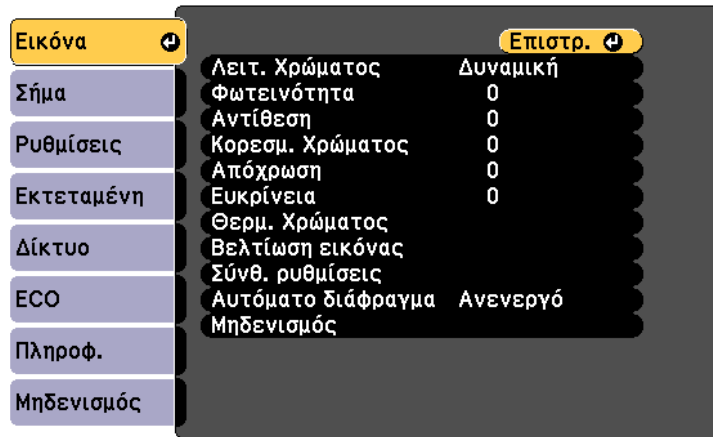 Εικόνα
Σήμα
Ρυθμίσεις
Εκτεταμένη
Δίκτυο
ECO
Πληροφ.
Μηδενισμός
Επιστρ.
Λειτ. Χρώματος Δυναμική
Φωτεινότητα 0
Αντίθεση 0
Κορεσμ. Χρώματος 0
Απόχρωση 0
Ευκρίνεια 0
Θερμ. Χρώματος
Βελτίωση εικόνας
Σύνθ. ρυθμίσεις
Αυτόματο διάφραγμα Ανενεργό
Μηδενισμός